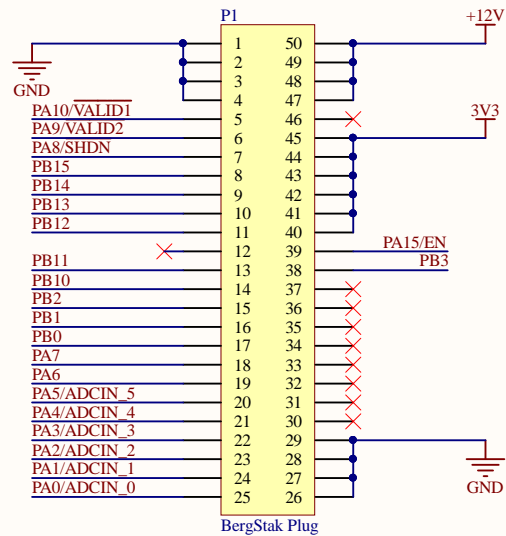 P1
+12V
1 50
GND 2 49
3 48
4 47
PA10/VALID1 5 46 3V3
PA9/VALID2 6 45
PA8/SHDN 7 44
PB15 8 43
PB14 9 42
PB13 10 41
PB12 11 40
12 39 PA15/EN
PB11 13 38 PB3
PB10 14 37
PB2 15 36
PB1 16 35
PB0 17 34
PA7 18 33
PA6 19 32
PA5/ADCIN_5 20 31
PA4/ADCIN_4 21 30
PA3/ADCIN_3 22 29
PA2/ADCIN_2 23 28
PA1/ADCIN_1 24 27 GND
PA0/ADCIN_0 25 26
BergStak Plug